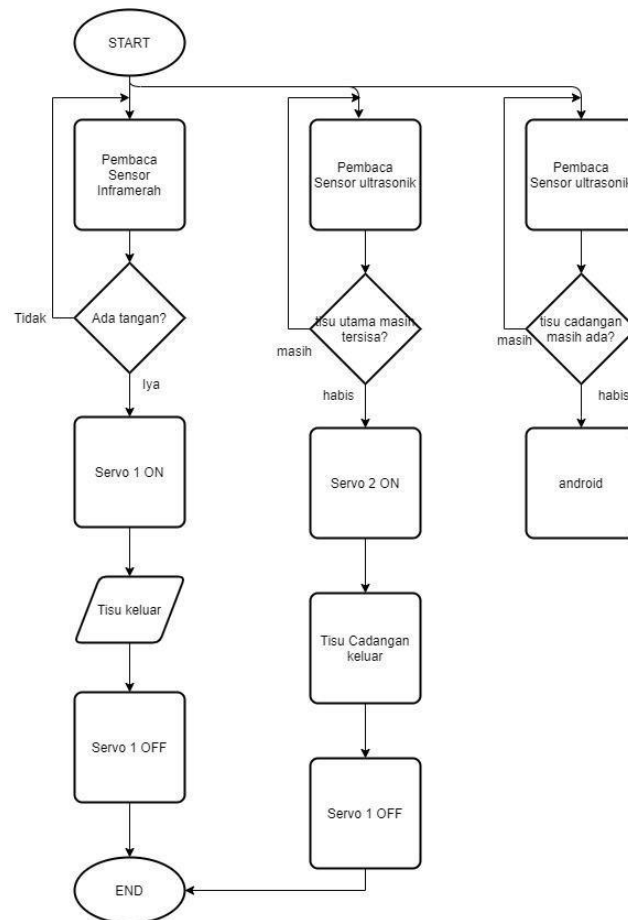 START
Pembaca
Sensor
Inframerah
Ada tangan?
Tidak
Iya
Servo 1 ON
Tisu keluar
Servo 1 OFF
END
Pembaca
Sensor ultrasonik
tisu utama masih
tersisa?
masih
habis
Servo 2 ON
Tisu Cadangan
keluar
Servo 1 OFF
Pembaca
Sensor ultrasonik
tisu cadangan
masih ada?
masih
habis
android